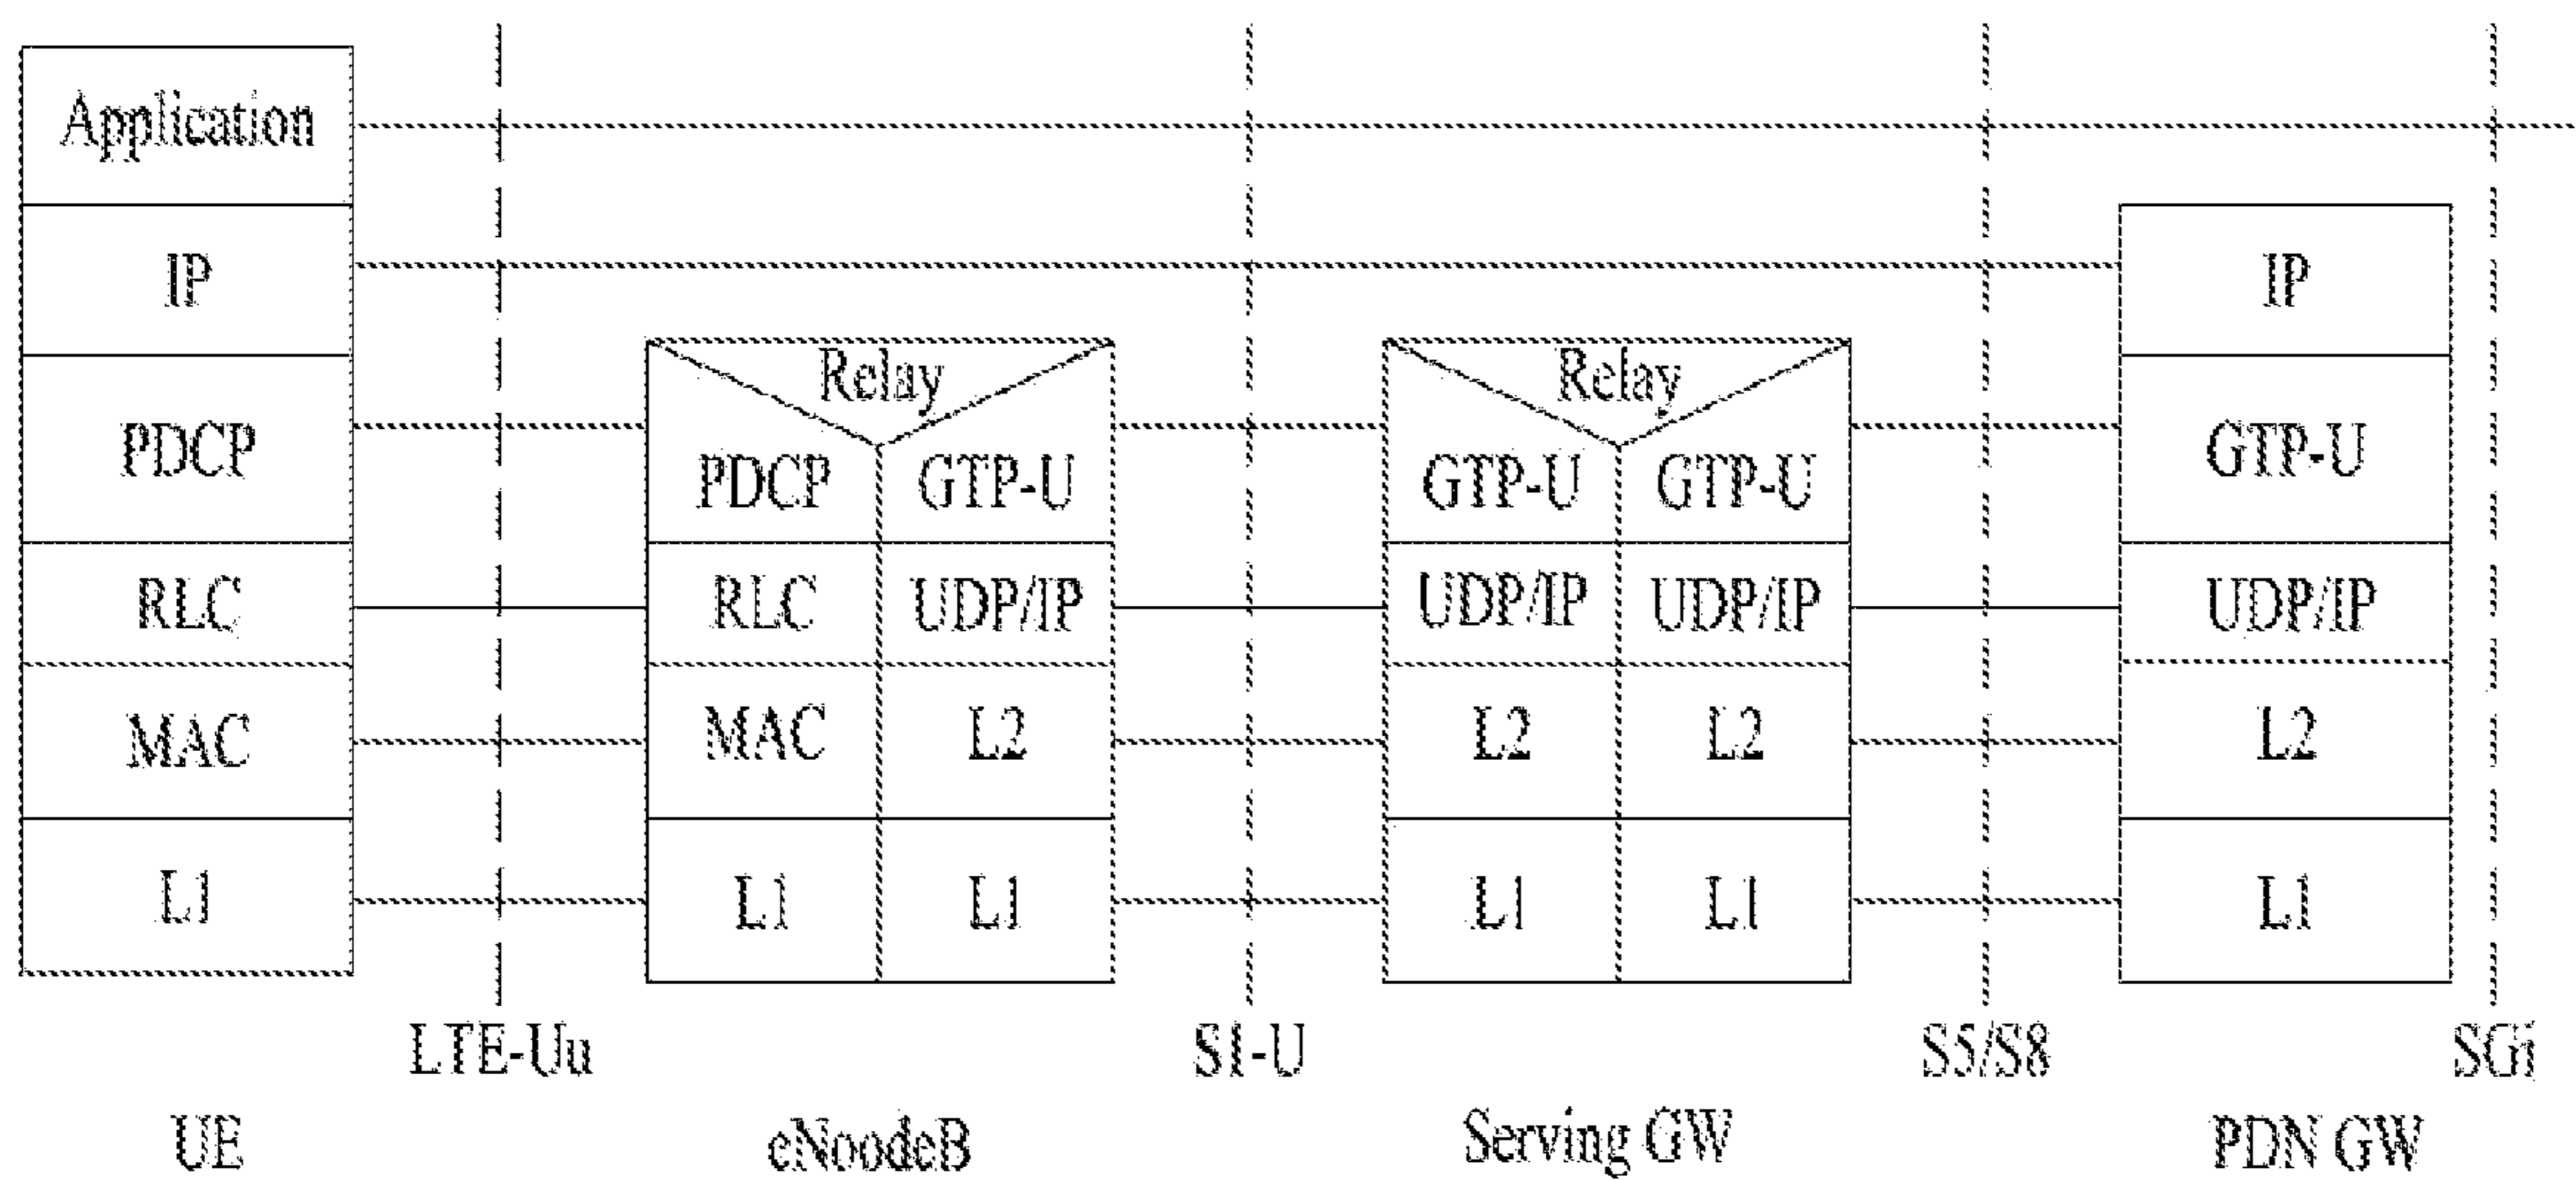 Application
IP
PDCP
RLC
MAC
L1
Relay
PDCP GTP-U
RLC UDP/IP
MAC L2
L1 L1
Relay
GTP-U GTP-U
UDP/IP UDP/IP
L2 L2
L1 L1
IP
GTP-U
UDP/IP
L2
L1
LTE-Uu
S1-U
S5/S8
SGi
UE
eNoodeB
Serving GW
PDN GW